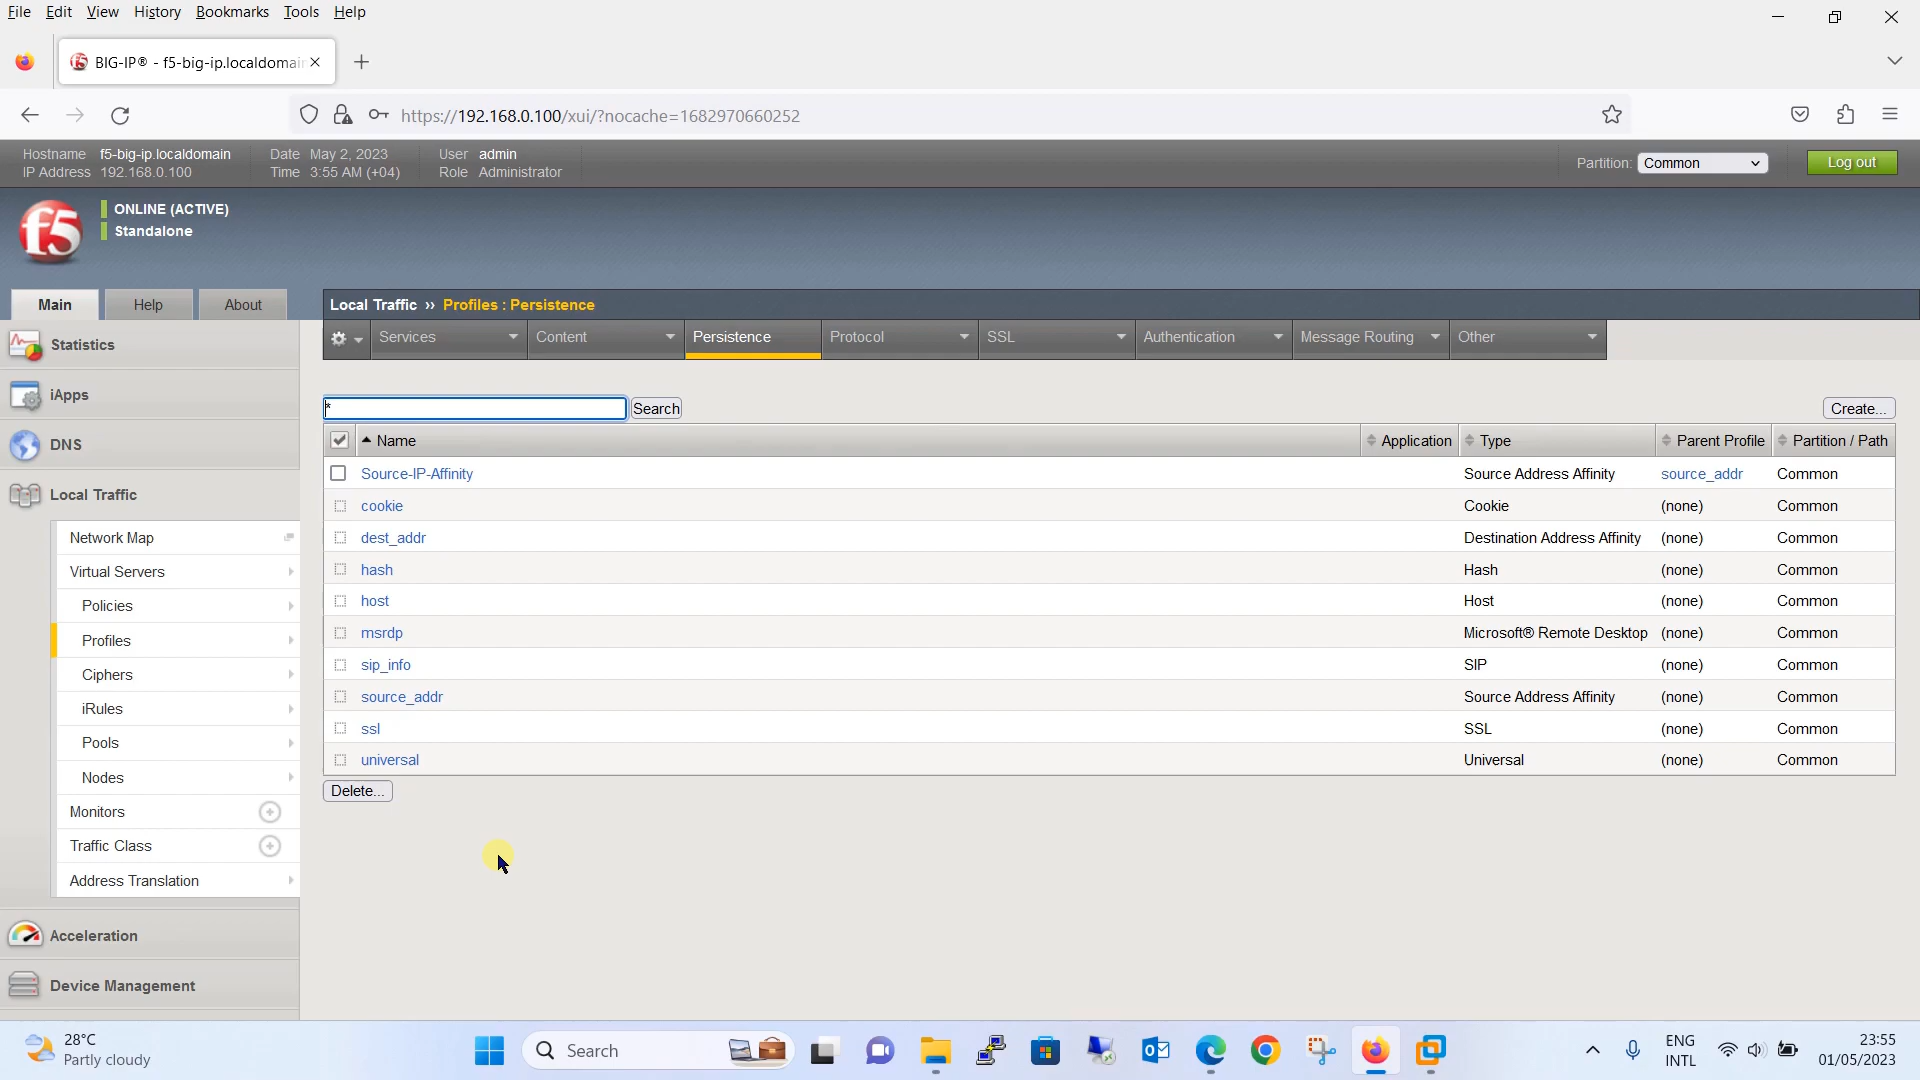 File Edit View History Bookmarks Tools Help
BIG-IP® - f5-big-ip.localdomai
https://192.168.0.100/xui/?nocache=1682970660252
Hostname f5-big-ip.localdomain Date May 2, 2023 User admin
IP Address 192.168.0.100 Time 3:55 AM (+04) Role Administrator
Partition: Common Log out
f5
ONLINE (ACTIVE)
Standalone
Main Help About
Local Traffic ›› Profiles : Persistence
Services Content Persistence Protocol SSL Authentication Message Routing Other
Statistics
iApps
DNS
Local Traffic
Network Map
Virtual Servers
Policies
Profiles
Ciphers
iRules
Pools
Nodes
Monitors
Traffic Class
Address Translation
Acceleration
Device Management
* Search Create...
Name Application Type Parent Profile Partition / Path
Source-IP-Affinity Source Address Affinity source_addr Common
cookie Cookie (none) Common
dest_addr Destination Address Affinity (none) Common
hash Hash (none) Common
host Host (none) Common
msrdp Microsoft® Remote Desktop (none) Common
sip_info SIP (none) Common
source_addr Source Address Affinity (none) Common
ssl SSL (none) Common
universal Universal (none) Common
Delete...
28°C
Partly cloudy
Search
ENG
INTL
23:55
01/05/2023